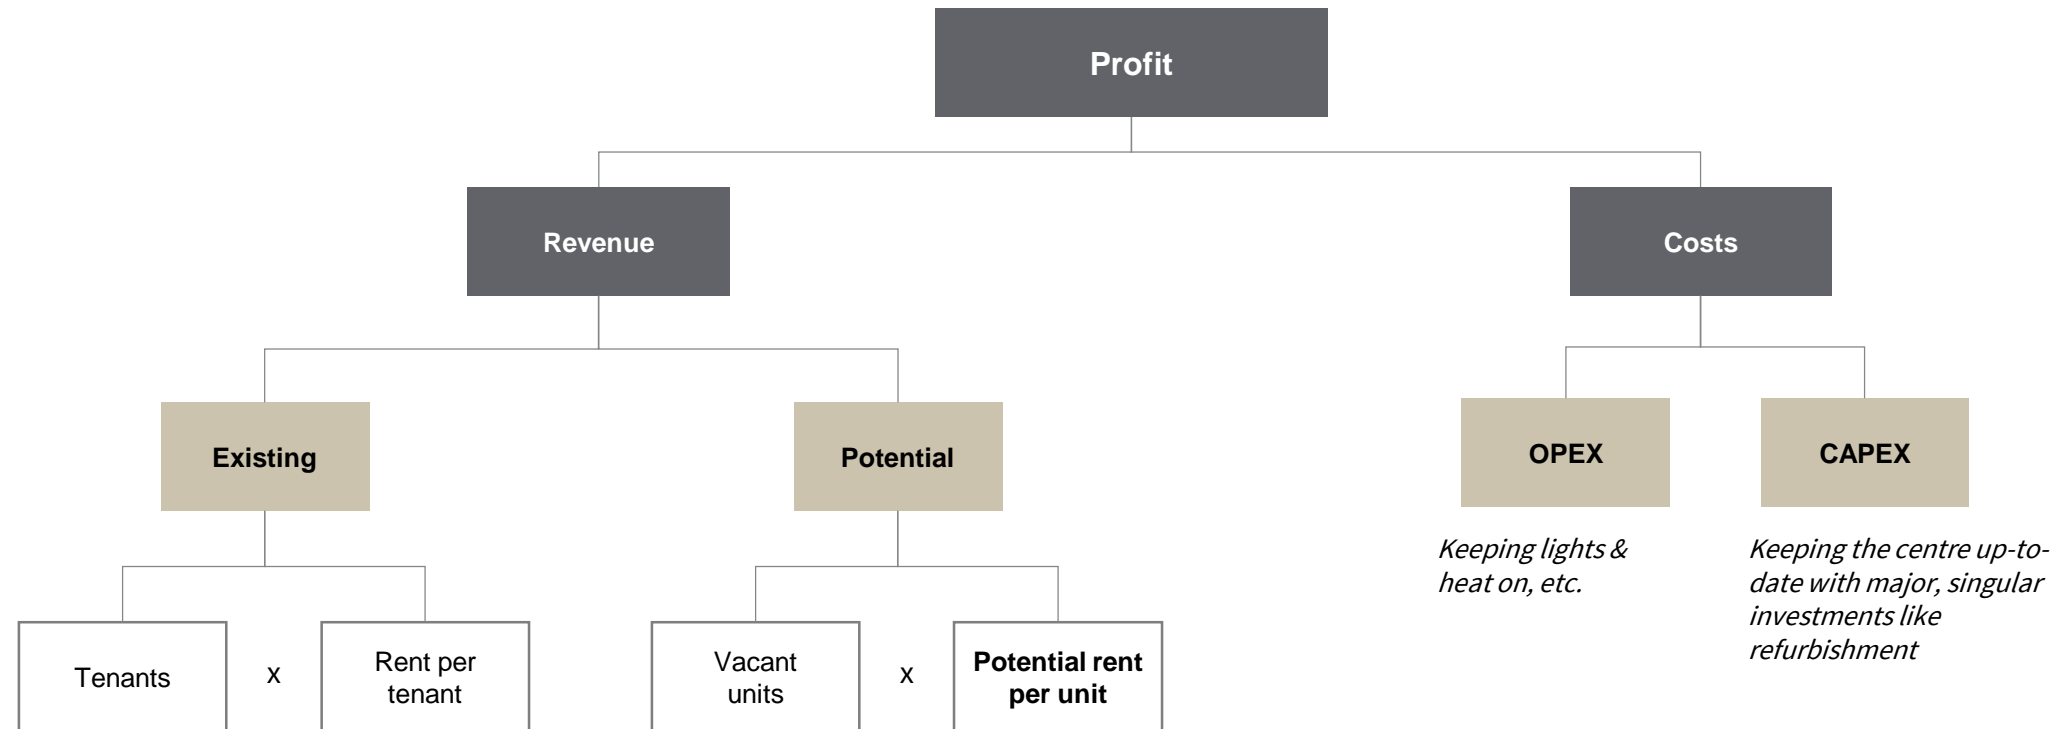 Profit
Revenue
Costs
Existing
Potential
OPEX
CAPEX
Keeping lights &
heat on, etc.
Keeping the centre up-to-
date with major, singular
investments like
refurbishment
Tenants
x
Rent per
tenant
Vacant
units
x
Potential rent
per unit